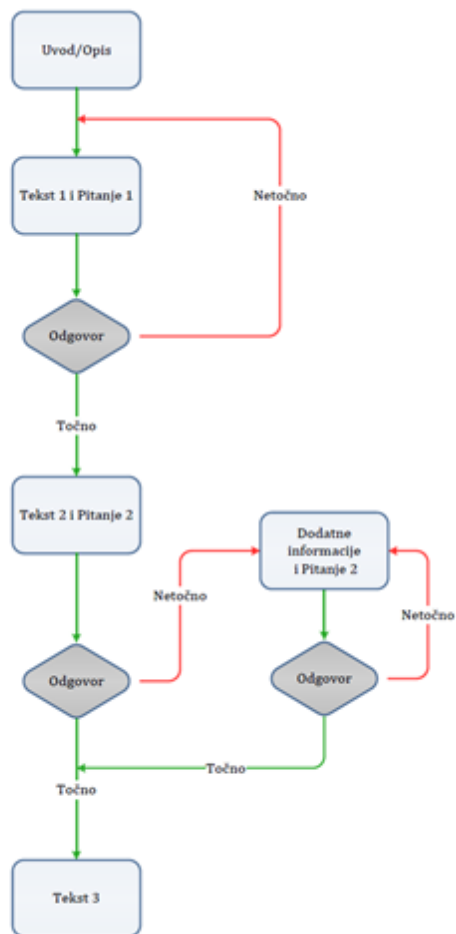 Uvod/Opis
Tekst 1 i Pitanje 1
Netočno
Odgovor
Točno
Tekst 2 i Pitanje 2
Dodatne
informacije
i Pitanje 2
Netočno
Netočno
Odgovor
Odgovor
Točno
Točno
Tekst 3